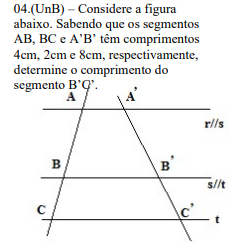 04.(UnB) – Considere a figura
abaixo. Sabendo que os segmentos
AB, BC e A'B' têm comprimentos
4cm, 2cm e 8cm, respectivamente,
determine o comprimento do
segmento B'C'.
A A'
r//s
B B'
s//t
C C'
t